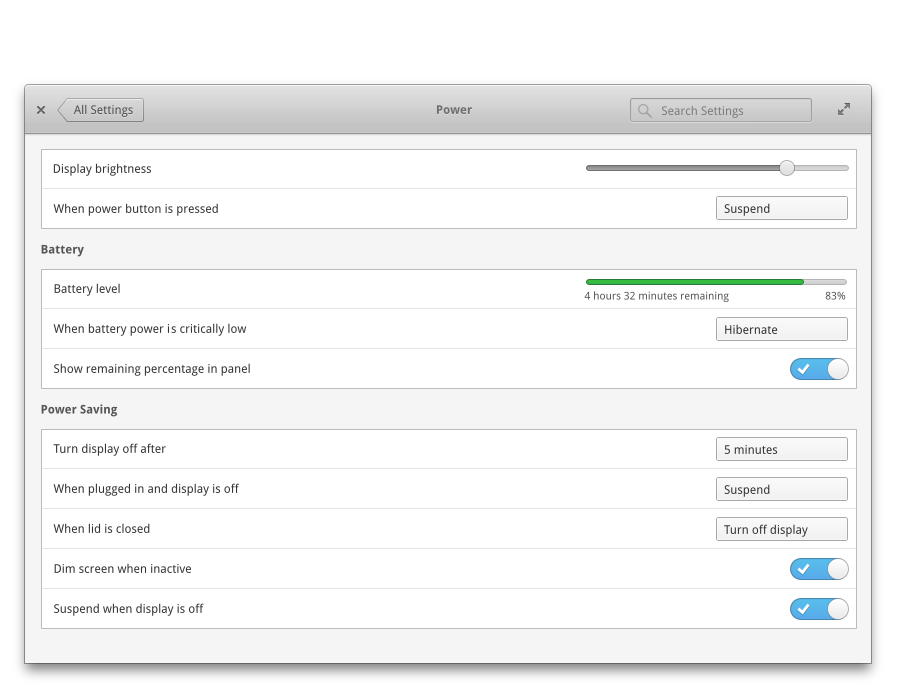 All Settings
Power
Search Settings
Display brightness
When power button is pressed
Suspend
Battery
Battery level
4 hours 32 minutes remaining
83%
When battery power is critically low
Hibernate
Show remaining percentage in panel
Power Saving
Turn display off after
5 minutes
When plugged in and display is off
Suspend
When lid is closed
Turn off display
Dim screen when inactive
Suspend when display is off